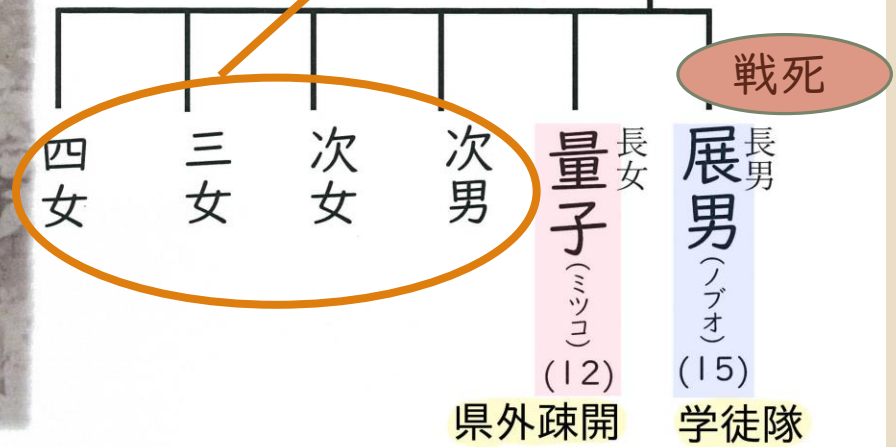 戦死
長男
展男(ノブオ)
(15)
学徒隊
長女
量子(ミツコ)
(12)
県外疎開
次男
次女
三女
四女